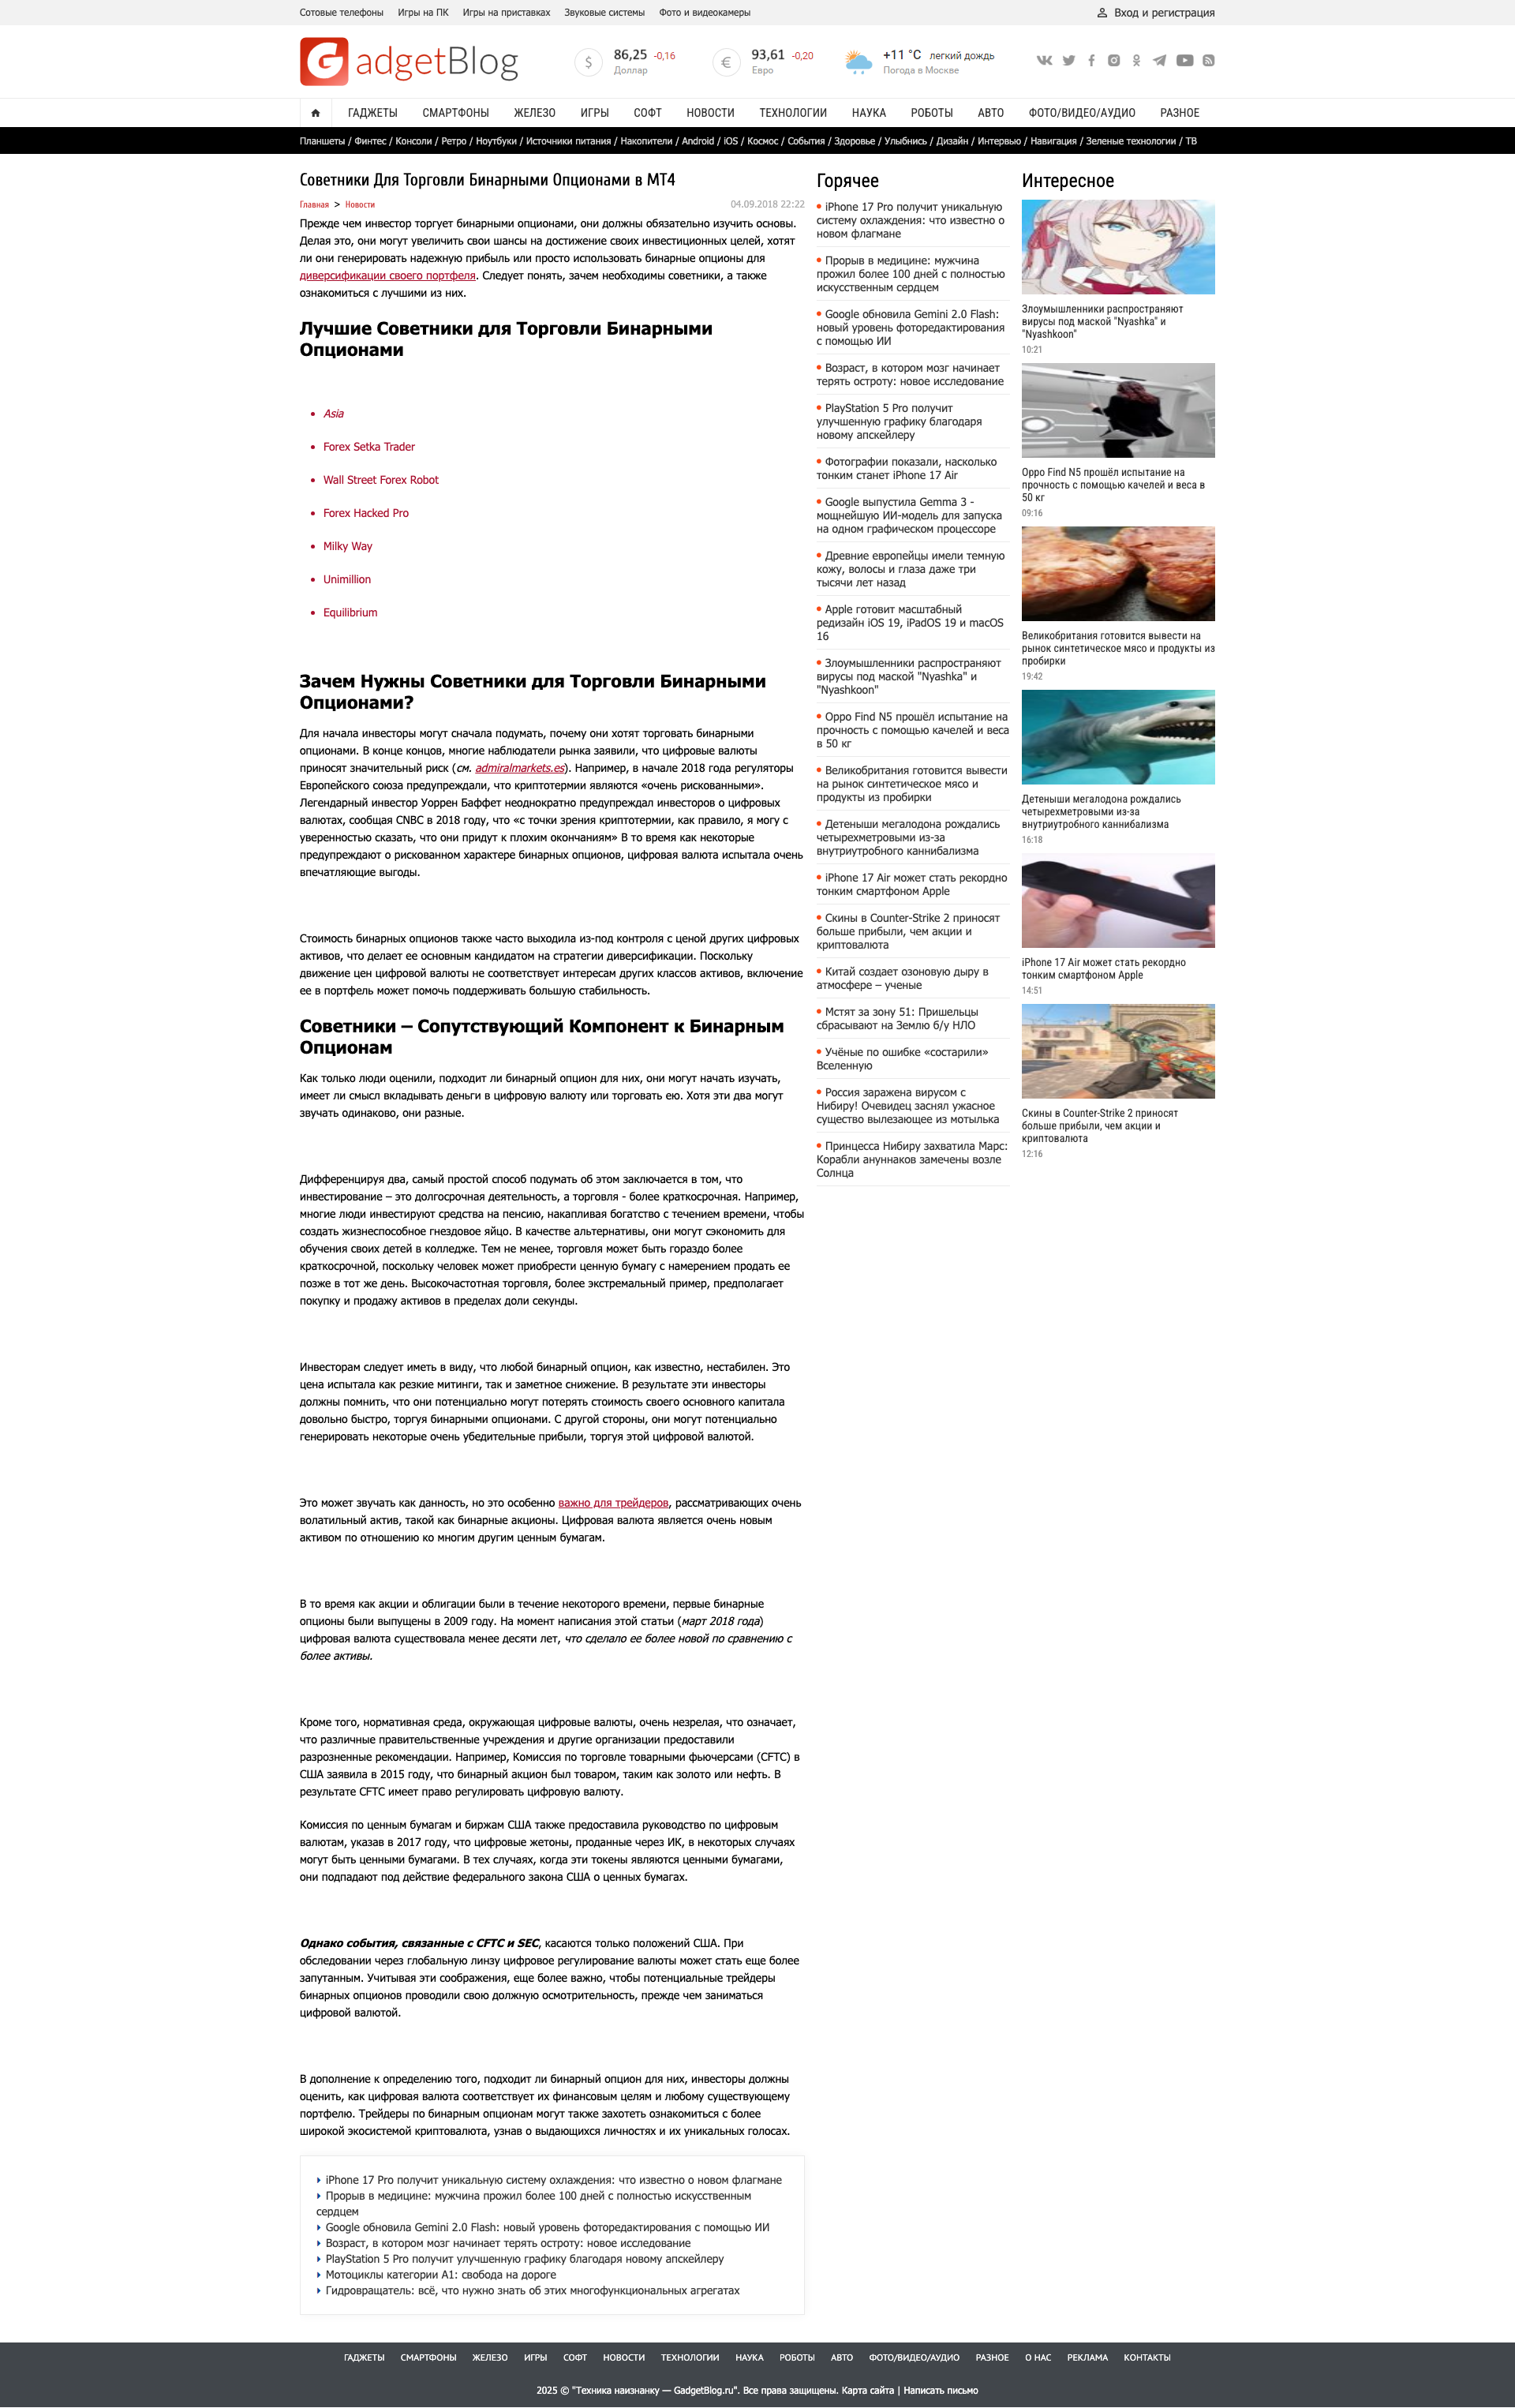 Сотовые телефоны Игры на ПК Игры на приставках Звуковые системы Фото и видеокамеры Вход и регистрация
GadgetBlog
$ 86,25 -0,16 Доллар
€ 93,61 -0,20 Евро
+11 °C легкий дождь
Погода в Москве
ГАДЖЕТЫ СМАРТФОНЫ ЖЕЛЕЗО ИГРЫ СОФТ НОВОСТИ ТЕХНОЛОГИИ НАУКА РОБОТЫ АВТО ФОТО/ВИДЕО/АУДИО РАЗНОЕ
Планшеты / Финтес / Консоли / Ретро / Ноутбуки / Источники питания / Накопители / Android / iOS / Космос / События / Здоровье / Улыбнись / Дизайн / Интервью / Навигация / Зеленые технологии / ТВ
Советники Для Торговли Бинарными Опционами в МТ4
Главная > Новости 04.09.2018 22:22
Прежде чем инвестор торгует бинарными опционами, они должны обязательно изучить основы.
Делая это, они могут увеличить свои шансы на достижение своих инвестиционных целей, хотят
ли они генерировать надежную прибыль или просто использовать бинарные опционы для
диверсификации своего портфеля. Следует понять, зачем необходимы советники, а также
ознакомиться с лучшими из них.
Лучшие Советники для Торговли Бинарными
Опционами
Asia
Forex Setka Trader
Wall Street Forex Robot
Forex Hacked Pro
Milky Way
Unimillion
Equilibrium
Зачем Нужны Советники для Торговли Бинарными
Опционами?
Для начала инвесторы могут сначала подумать, почему они хотят торговать бинарными
опционами. В конце концов, многие наблюдатели рынка заявили, что цифровые валюты
приносят значительный риск (см. admiralmarkets.es). Например, в начале 2018 года регуляторы
Европейского союза предупреждали, что криптотермии являются «очень рискованными».
Легендарный инвестор Уоррен Баффет неоднократно предупреждал инвесторов о цифровых
валютах, сообщая CNBC в 2018 году, что «с точки зрения криптотермии, как правило, я могу с
уверенностью сказать, что они придут к плохим окончаниям» В то время как некоторые
предупреждают о рискованном характере бинарных опционов, цифровая валюта испытала очень
впечатляющие выгоды.
Стоимость бинарных опционов также часто выходила из-под контроля с ценой других цифровых
активов, что делает ее основным кандидатом на стратегии диверсификации. Поскольку
движение цен цифровой валюты не соответствует интересам других классов активов, включение
ее в портфель может помочь поддерживать большую стабильность.
Советники – Сопутствующий Компонент к Бинарным
Опционам
Как только люди оценили, подходит ли бинарный опцион для них, они могут начать изучать,
имеет ли смысл вкладывать деньги в цифровую валюту или торговать ею. Хотя эти два могут
звучать одинаково, они разные.
Дифференцируя два, самый простой способ подумать об этом заключается в том, что
инвестирование – это долгосрочная деятельность, а торговля - более краткосрочная. Например,
многие люди инвестируют средства на пенсию, накапливая богатство с течением времени, чтобы
создать жизнеспособное гнездовое яйцо. В качестве альтернативы, они могут сэкономить для
обучения своих детей в колледже. Тем не менее, торговля может быть гораздо более
краткосрочной, поскольку человек может приобрести ценную бумагу с намерением продать ее
позже в тот же день. Высокочастотная торговля, более экстремальный пример, предполагает
покупку и продажу активов в пределах доли секунды.
Инвесторам следует иметь в виду, что любой бинарный опцион, как известно, нестабилен. Это
цена испытала как резкие митинги, так и заметное снижение. В результате эти инвесторы
должны помнить, что они потенциально могут потерять стоимость своего основного капитала
довольно быстро, торгуя бинарными опционами. С другой стороны, они могут потенциально
генерировать некоторые очень убедительные прибыли, торгуя этой цифровой валютой.
Это может звучать как данность, но это особенно важно для трейдеров, рассматривающих очень
волатильный актив, такой как бинарные акционы. Цифровая валюта является очень новым
активом по отношению ко многим другим ценным бумагам.
В то время как акции и облигации были в течение некоторого времени, первые бинарные
опционы были выпущены в 2009 году. На момент написания этой статьи (март 2018 года)
цифровая валюта существовала менее десяти лет, что сделало ее более новой по сравнению с
более активы.
Кроме того, нормативная среда, окружающая цифровые валюты, очень незрелая, что означает,
что различные правительственные учреждения и другие организации предоставили
разрозненные рекомендации. Например, Комиссия по торговле товарными фьючерсами (CFTC) в
США заявила в 2015 году, что бинарный акцион был товаром, таким как золото или нефть. В
результате CFTC имеет право регулировать цифровую валюту.
Комиссия по ценным бумагам и биржам США также предоставила руководство по цифровым
валютам, указав в 2017 году, что цифровые жетоны, проданные через ИК, в некоторых случаях
могут быть ценными бумагами. В тех случаях, когда эти токены являются ценными бумагами,
они подпадают под действие федерального закона США о ценных бумагах.
Однако события, связанные с CFTC и SEC, касаются только положений США. При
обследовании через глобальную линзу цифровое регулирование валюты может стать еще более
запутанным. Учитывая эти соображения, еще более важно, чтобы потенциальные трейдеры
бинарных опционов проводили свою должную осмотрительность, прежде чем заниматься
цифровой валютой.
В дополнение к определению того, подходит ли бинарный опцион для них, инвесторы должны
оценить, как цифровая валюта соответствует их финансовым целям и любому существующему
портфелю. Трейдеры по бинарным опционам могут также захотеть ознакомиться с более
широкой экосистемой криптовалюта, узнав о выдающихся личностях и их уникальных голосах.
iPhone 17 Pro получит уникальную систему охлаждения: что известно о новом флагмане
Прорыв в медицине: мужчина прожил более 100 дней с полностью искусственным
сердцем
Google обновила Gemini 2.0 Flash: новый уровень фоторедактирования с помощью ИИ
Возраст, в котором мозг начинает терять остроту: новое исследование
PlayStation 5 Pro получит улучшенную графику благодаря новому апскейлеру
Мотоциклы категории А1: свобода на дороге
Гидровращатель: всё, что нужно знать об этих многофункциональных агрегатах
Горячее
iPhone 17 Pro получит уникальную
систему охлаждения: что известно о
новом флагмане
Прорыв в медицине: мужчина
прожил более 100 дней с полностью
искусственным сердцем
Google обновила Gemini 2.0 Flash:
новый уровень фоторедактирования
с помощью ИИ
Возраст, в котором мозг начинает
терять остроту: новое исследование
PlayStation 5 Pro получит
улучшенную графику благодаря
новому апскейлеру
Фотографии показали, насколько
тонким станет iPhone 17 Air
Google выпустила Gemma 3 -
мощнейшую ИИ-модель для запуска
на одном графическом процессоре
Древние европейцы имели темную
кожу, волосы и глаза даже три
тысячи лет назад
Apple готовит масштабный
редизайн iOS 19, iPadOS 19 и macOS
16
Злоумышленники распространяют
вирусы под маской "Nyashka" и
"Nyashkoon"
Oppo Find N5 прошёл испытание на
прочность с помощью качелей и веса
в 50 кг
Великобритания готовится вывести
на рынок синтетическое мясо и
продукты из пробирки
Детеныши мегалодона рождались
четырехметровыми из-за
внутриутробного каннибализма
iPhone 17 Air может стать рекордно
тонким смартфоном Apple
Скины в Counter-Strike 2 приносят
больше прибыли, чем акции и
криптовалюта
Китай создает озоновую дыру в
атмосфере – ученые
Мстят за зону 51: Пришельцы
сбрасывают на Землю б/у НЛО
Учёные по ошибке «состарили»
Вселенную
Россия заражена вирусом с
Нибиру! Очевидец заснял ужасное
существо вылезающее из мотылька
Принцесса Нибиру захватила Марс:
Корабли ануннаков замечены возле
Солнца
Интересное
Злоумышленники распространяют
вирусы под маской "Nyashka" и
"Nyashkoon"
10:21
Oppo Find N5 прошёл испытание на
прочность с помощью качелей и веса в
50 кг
09:16
Великобритания готовится вывести на
рынок синтетическое мясо и продукты из
пробирки
19:42
Детеныши мегалодона рождались
четырехметровыми из-за
внутриутробного каннибализма
16:18
iPhone 17 Air может стать рекордно
тонким смартфоном Apple
14:51
Скины в Counter-Strike 2 приносят
больше прибыли, чем акции и
криптовалюта
12:16
ГАДЖЕТЫ СМАРТФОНЫ ЖЕЛЕЗО ИГРЫ СОФТ НОВОСТИ ТЕХНОЛОГИИ НАУКА РОБОТЫ АВТО ФОТО/ВИДЕО/АУДИО РАЗНОЕ О НАС РЕКЛАМА КОНТАКТЫ
2025 © "Техника наизнанку — GadgetBlog.ru". Все права защищены. Карта сайта | Написать письмо